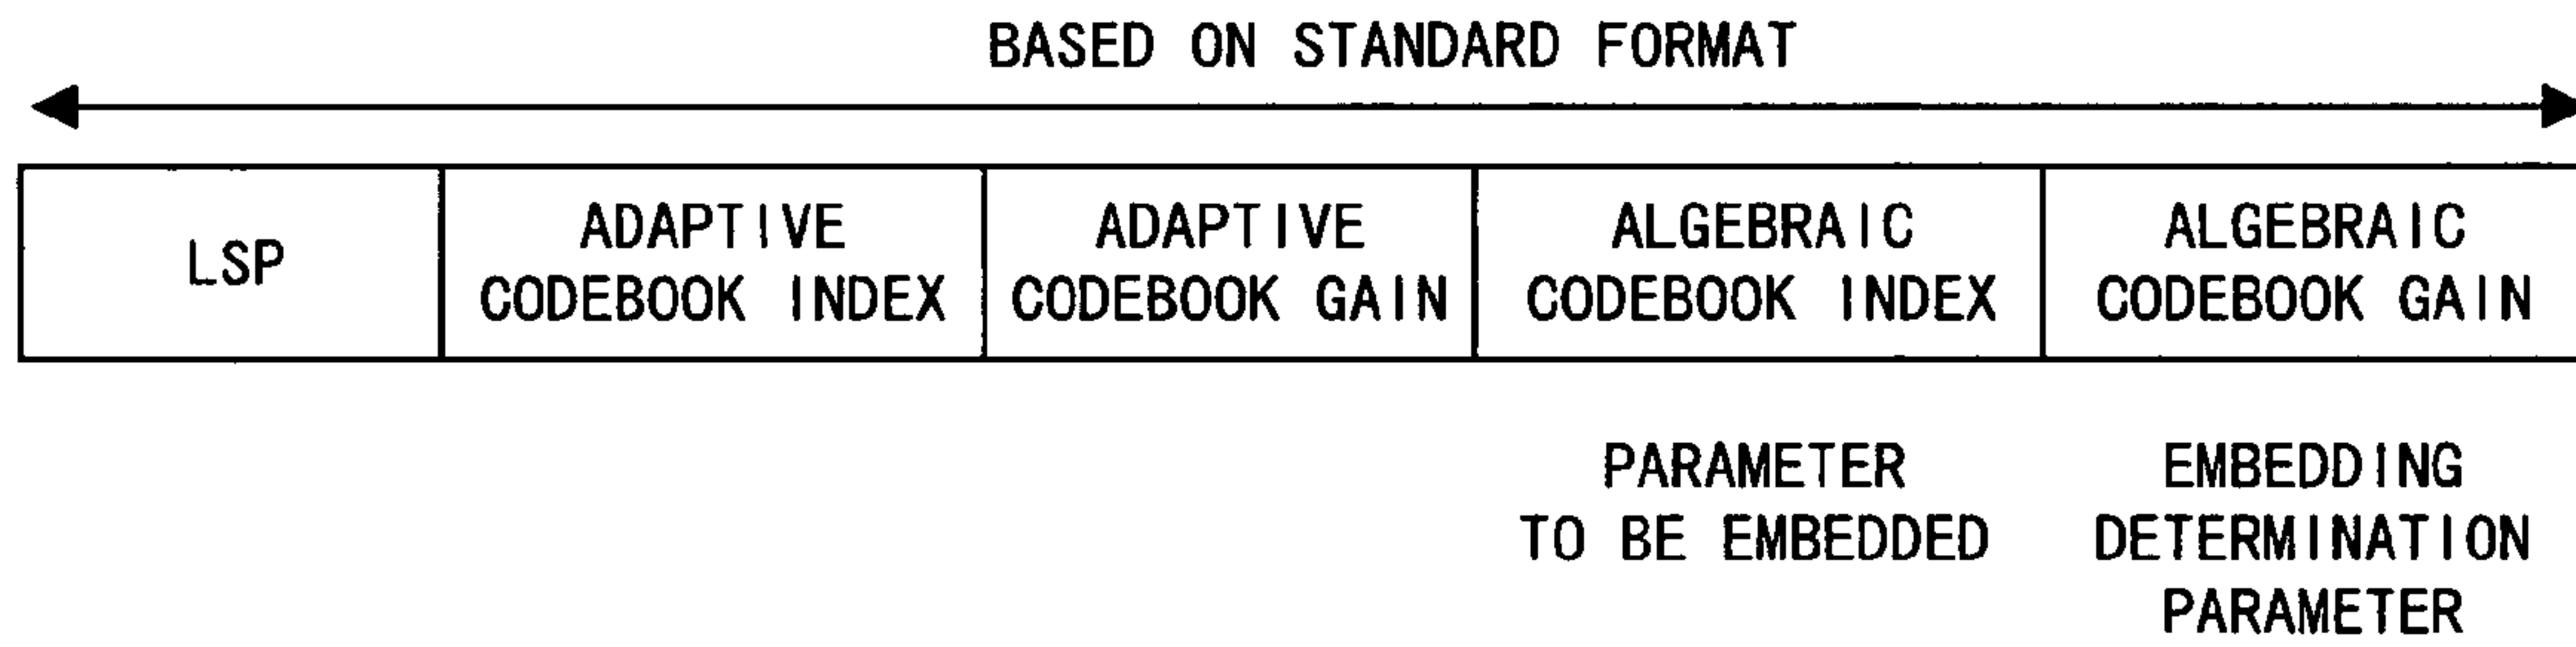 BASED ON STANDARD FORMAT
LSP
ADAPTIVE
CODEBOOK INDEX
ADAPTIVE
CODEBOOK GAIN
ALGEBRAIC
CODEBOOK INDEX
ALGEBRAIC
CODEBOOK GAIN
PARAMETER
TO BE EMBEDDED
EMBEDDING
DETERMINATION
PARAMETER